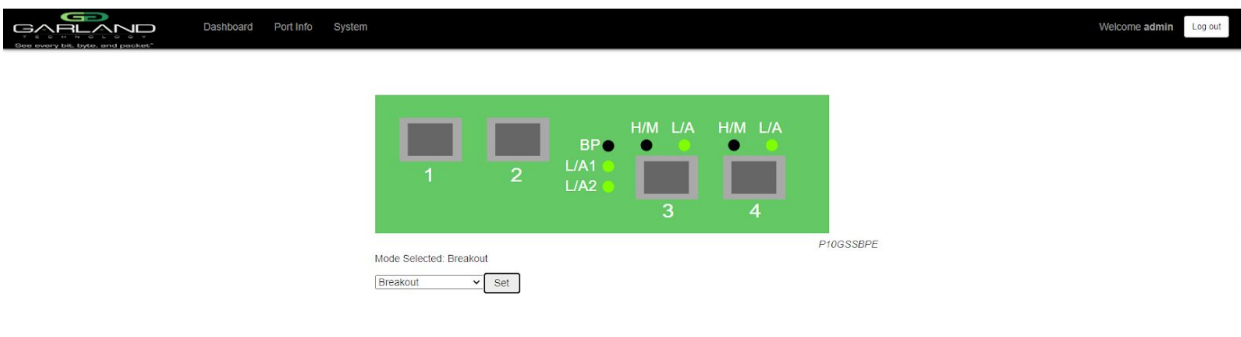 GARLAND
TECHNOLOGY
See every bit, byte, and packet™
Dashboard Port Info System
Welcome admin Log out
H/M L/A H/M L/A
BP
L/A1
L/A2
1 2
3 4
P10GSSBPE
Mode Selected: Breakout
Breakout Set